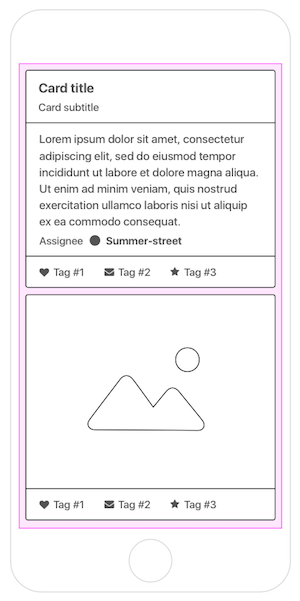 Card title
Card subtitle
Lorem ipsum dolor sit amet, consectetur
adipiscing elit, sed do eiusmod tempor
incididunt ut labore et dolore magna aliqua.
Ut enim ad minim veniam, quis nostrud
exercitation ullamco laboris nisi ut aliquip
ex ea commodo consequat.
Assignee Summer-street
Tag #1 Tag #2 Tag #3
Tag #1 Tag #2 Tag #3